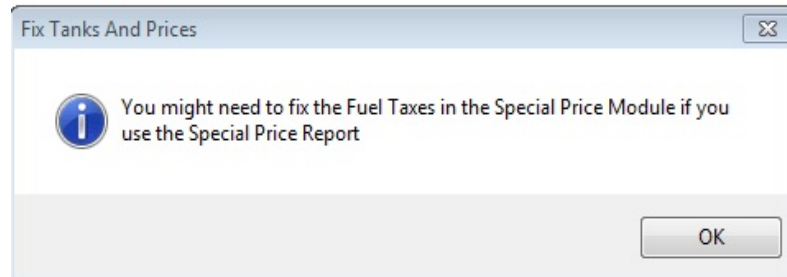 Fix Tanks And Prices
You might need to fix the Fuel Taxes in the Special Price Module if you
use the Special Price Report
OK